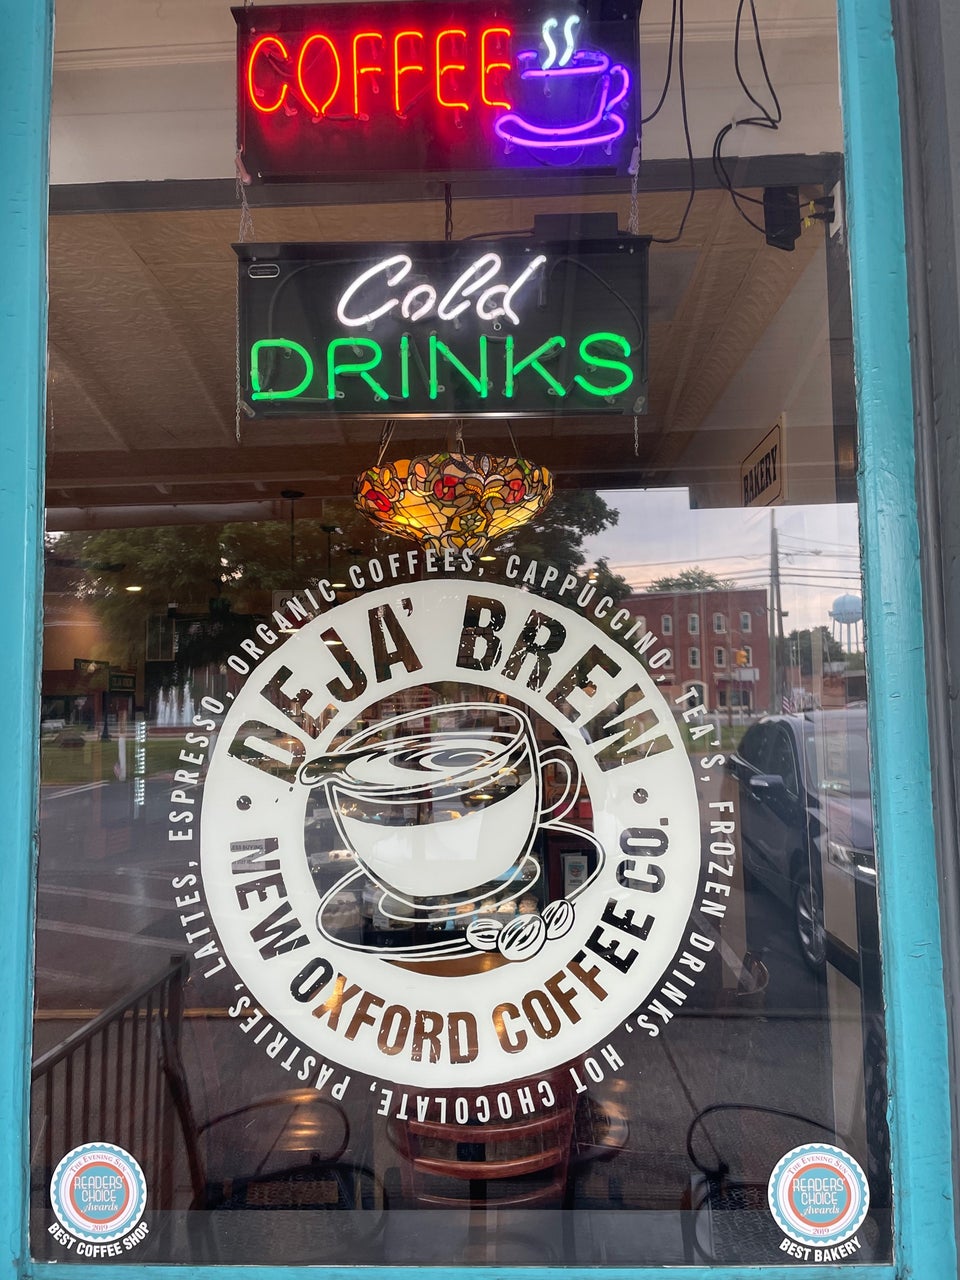 COFFEE
Cold
DRINKS
BAKERY
ORGANIC COFFEES, CAPPUCCINO, TEA'S, FROZEN DRINKS, HOT CHOCOLATE, PASTRIES, LATTES, ESPRESSO,
DEJA' BREW
NEW OXFORD COFFEE CO.
THE EVENING SUN
READERS'
CHOICE
Awards
2019
BEST COFFEE SHOP
THE EVENING SUN
READERS'
CHOICE
Awards
2019
BEST BAKERY